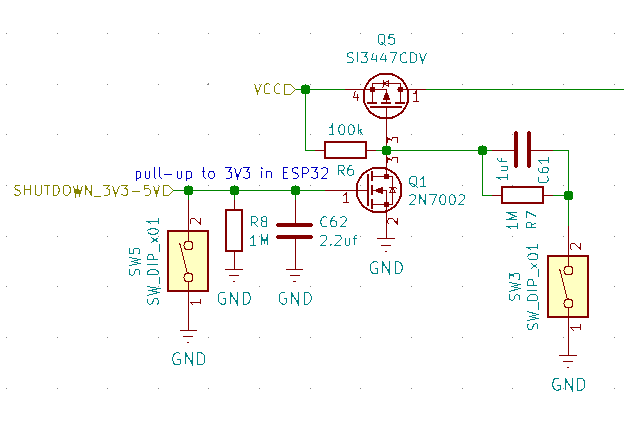 Q5
SI3447CDV
VCC
4
1
3
100k
R6
pull-up to 3V3 in ESP32
SHUTDOWN_3V3-5V
3
1
Q1
2N7002
2
1uf
C61
1M
R7
R8
1M
C62
2.2uf
SW5
SW_DIP_x01
2
1
GND
GND
GND
GND
SW3
SW_DIP_x01
2
1
GND